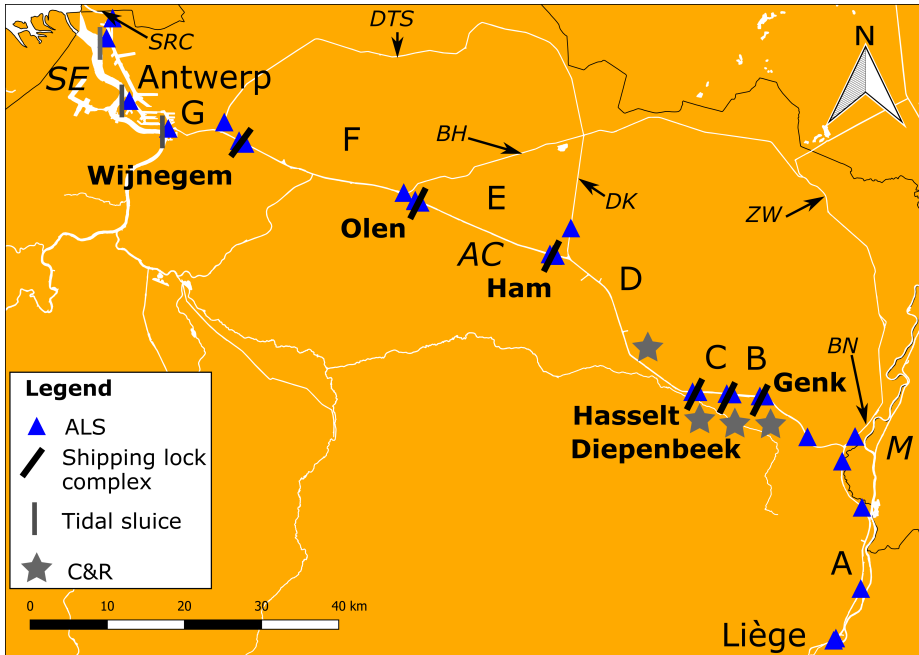 DTS
SRC
N
SE
Antwerp
G
F
BH
Wijnegem
E
DK
ZW
Olen
AC
Ham
D
C
B
BN
Genk
Hasselt
Diepenbeek
M
A
Liège
Legend
ALS
Shipping lock
complex
Tidal sluice
C&R
0 10 20 30 40 km